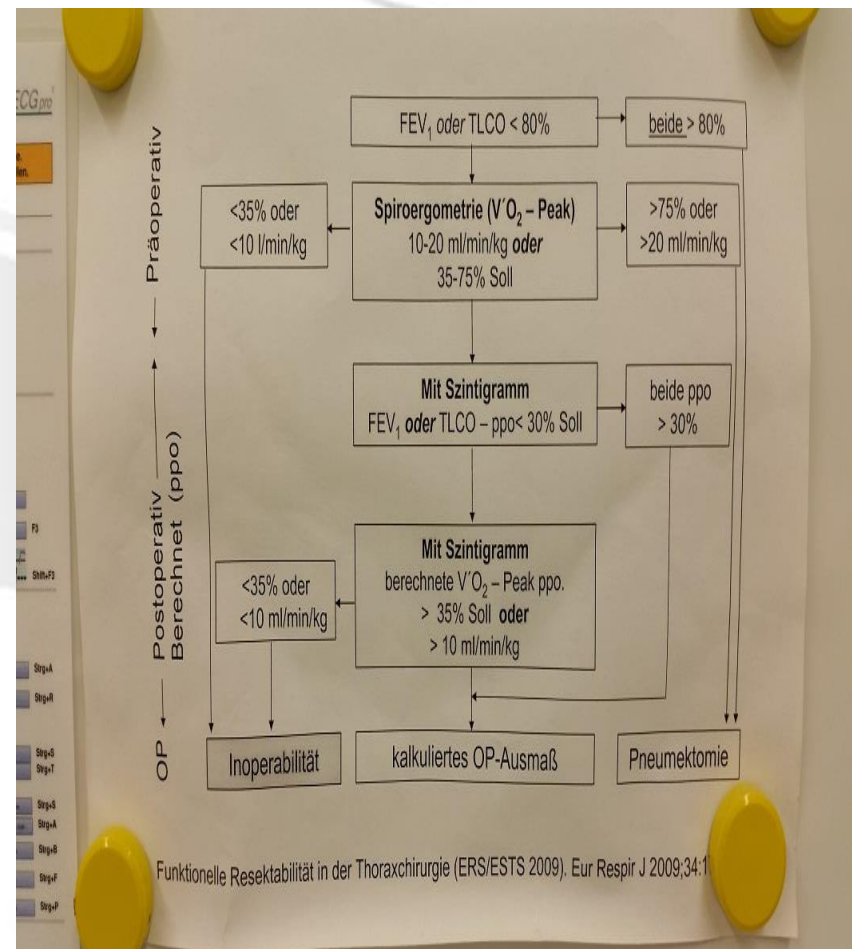 ECG pro
FEV₁ oder TLCO < 80%
beide > 80%
<35% oder
<10 l/min/kg
Spiroergometrie (V´O₂ – Peak)
10-20 ml/min/kg oder
35-75% Soll
>75% oder
>20 ml/min/kg
Mit Szintigramm
FEV₁ oder TLCO – ppo< 30% Soll
beide ppo
> 30%
Mit Szintigramm
berechnete V´O₂ – Peak ppo.
> 35% Soll oder
> 10 ml/min/kg
<35% oder
<10 ml/min/kg
Inoperabilität
kalkuliertes OP-Ausmaß
Pneumektomie
Präoperativ
Postoperativ
Berechnet (ppo)
OP
Funktionelle Resektabilität in der Thoraxchirurgie (ERS/ESTS 2009). Eur Respir J 2009;34:1
F3
Shift+F3
Strg+A
Strg+R
Strg+S
Strg+T
Strg+S
Strg+A
Strg+B
Strg+F
Strg+P